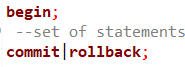 begin;
--set of statements
commit|rollback;